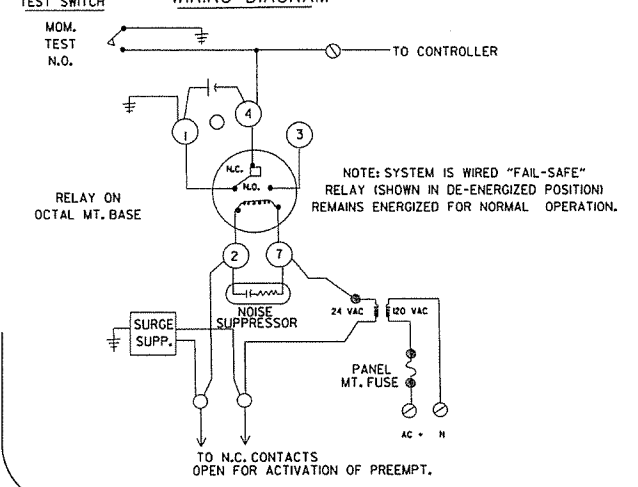 TEST SWITCH
WIRING DIAGRAM
MOM.
TEST
N.O.
TO CONTROLLER
1
4
3
N.C.
N.O.
RELAY ON
OCTAL MT. BASE
NOTE: SYSTEM IS WIRED "FAIL-SAFE"
RELAY (SHOWN IN DE-ENERGIZED POSITION)
REMAINS ENERGIZED FOR NORMAL OPERATION.
2
7
NOISE
SUPPRESSOR
24 VAC
120 VAC
SURGE
SUPP.
PANEL
MT. FUSE
AC +
N
TO N.C. CONTACTS
OPEN FOR ACTIVATION OF PREEMPT.